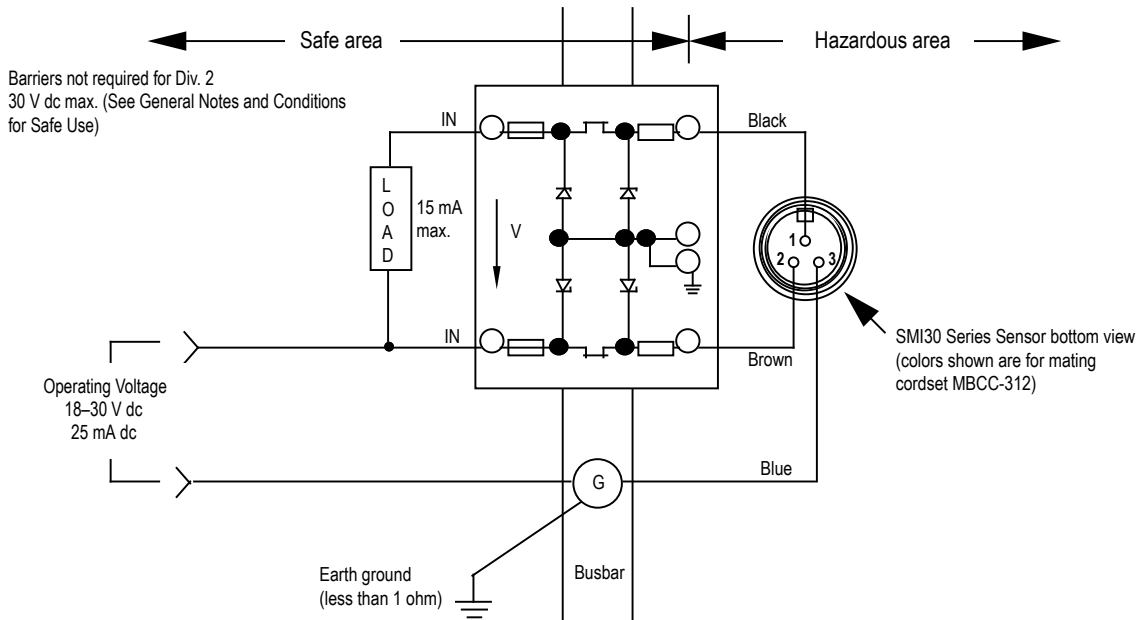 Safe area
Hazardous area
Barriers not required for Div. 2
30 V dc max. (See General Notes and Conditions
for Safe Use)
IN
Black
L
O
A
D
15 mA
max.
V
1
2
3
IN
Brown
SMI30 Series Sensor bottom view
(colors shown are for mating
cordset MBCC-312)
Operating Voltage
18–30 V dc
25 mA dc
G
Blue
Earth ground
(less than 1 ohm)
Busbar